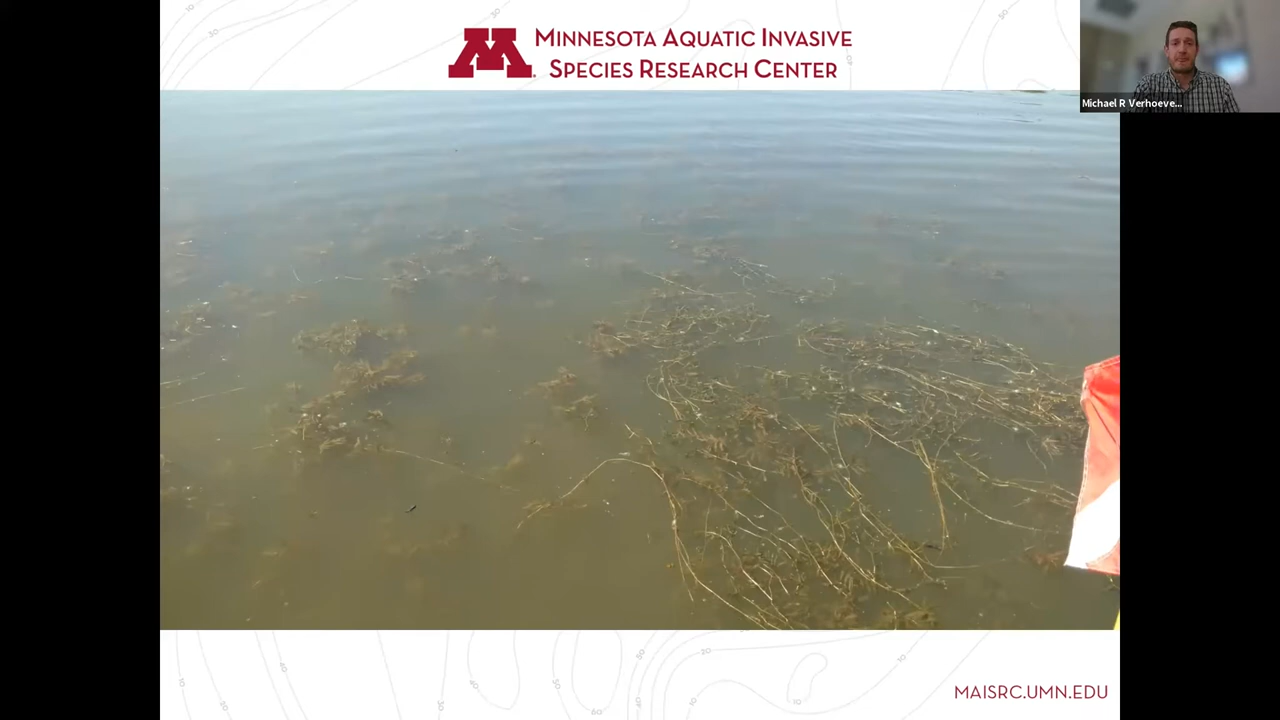 MINNESOTA AQUATIC INVASIVE
SPECIES RESEARCH CENTER
Michael R Verhoeve...
MAISRC.UMN.EDU